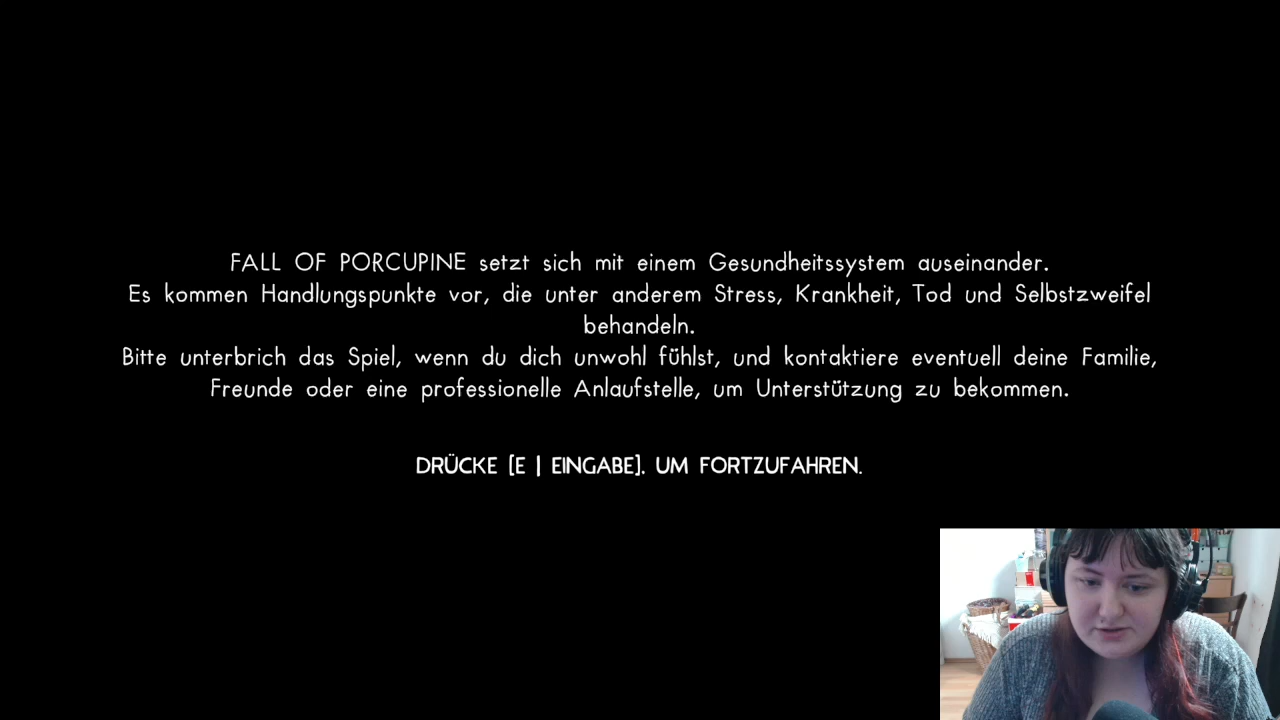 FALL OF PORCUPINE setzt sich mit einem Gesundheitssystem auseinander.
Es kommen Handlungspunkte vor, die unter anderem Stress, Krankheit, Tod und Selbstzweifel
behandeln.
Bitte unterbrich das Spiel, wenn du dich unwohl fühlst, und kontaktiere eventuell deine Familie,
Freunde oder eine professionelle Anlaufstelle, um Unterstützung zu bekommen.
DRÜCKE [E | EINGABE]. UM FORTZUFAHREN.